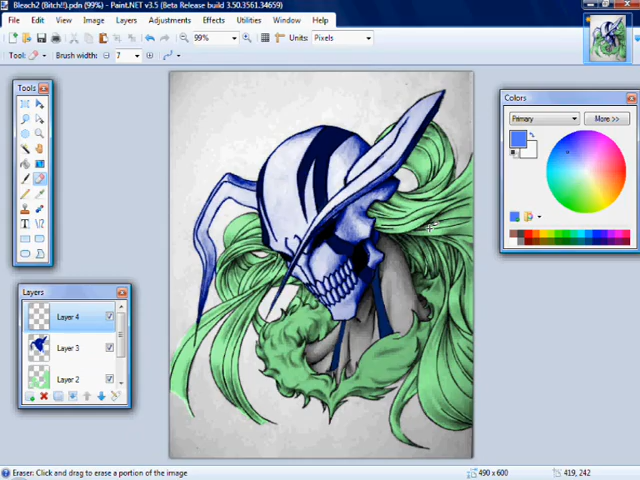 Bleach2 (Bitch!!).pdn (99%) - Paint.NET v3.5 (Beta Release build 3.50.3561.34659)
File Edit View Image Layers Adjustments Effects Utilities Window Help
99% Units: Pixels
Tool: Brush width: 7
Tools
Colors
Primary More >>
Layers
Layer 4
Layer 3
Layer 2
Eraser: Click and drag to erase a portion of the image 490 x 600 419, 242